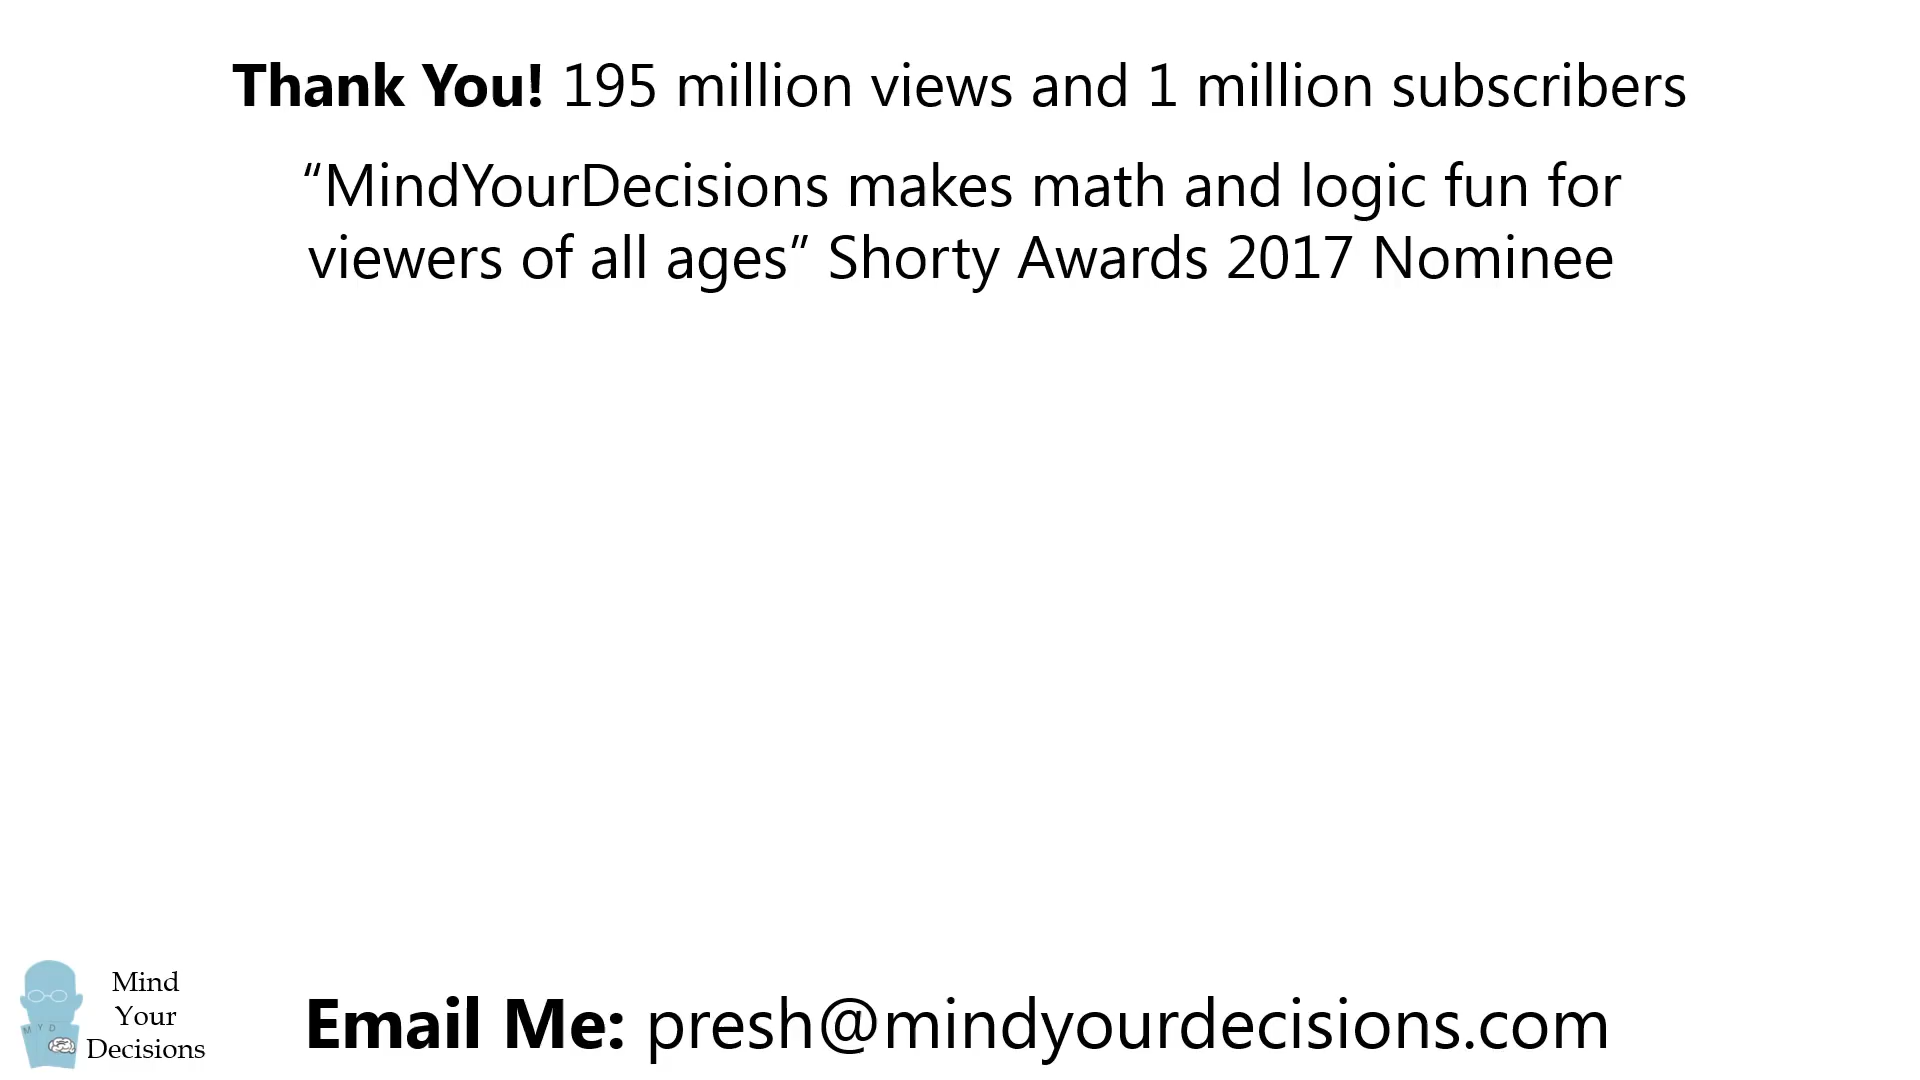 Thank You! 195 million views and 1 million subscribers
“MindYourDecisions makes math and logic fun for
viewers of all ages” Shorty Awards 2017 Nominee
Mind
Your
Decisions
M Y D
Email Me: presh@mindyourdecisions.com